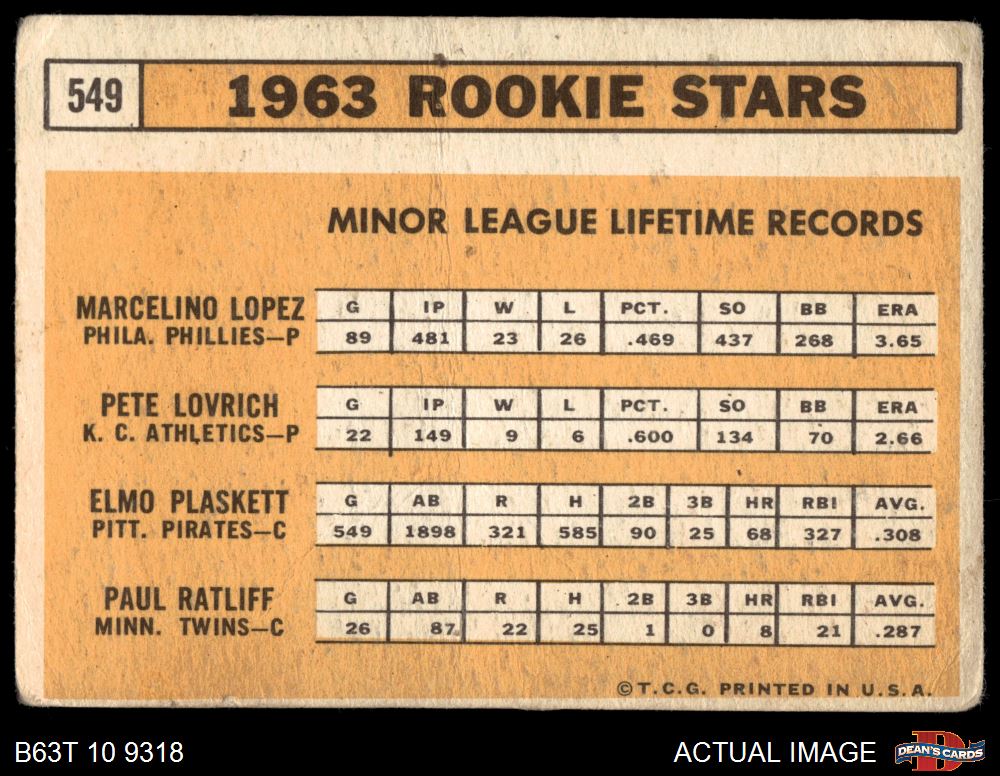 549 1963 ROOKIE STARS
MINOR LEAGUE LIFETIME RECORDS
MARCELINO LOPEZ G IP W L PCT. SO BB ERA
PHILA. PHILLIES—P 89 481 23 26 .469 437 268 3.65
PETE LOVRICH G IP W L PCT. SO BB ERA
K. C. ATHLETICS—P 22 149 9 6 .600 134 70 2.66
ELMO PLASKETT G AB R H 2B 3B HR RBI AVG.
PITT. PIRATES—C 549 1898 321 585 90 25 68 327 .308
PAUL RATLIFF G AB R H 2B 3B HR RBI AVG.
MINN. TWINS—C 26 87 22 25 1 0 8 21 .287
©T.C.G. PRINTED IN U.S.A.
B63T 10 9318 ACTUAL IMAGE D DEAN'S CARDS